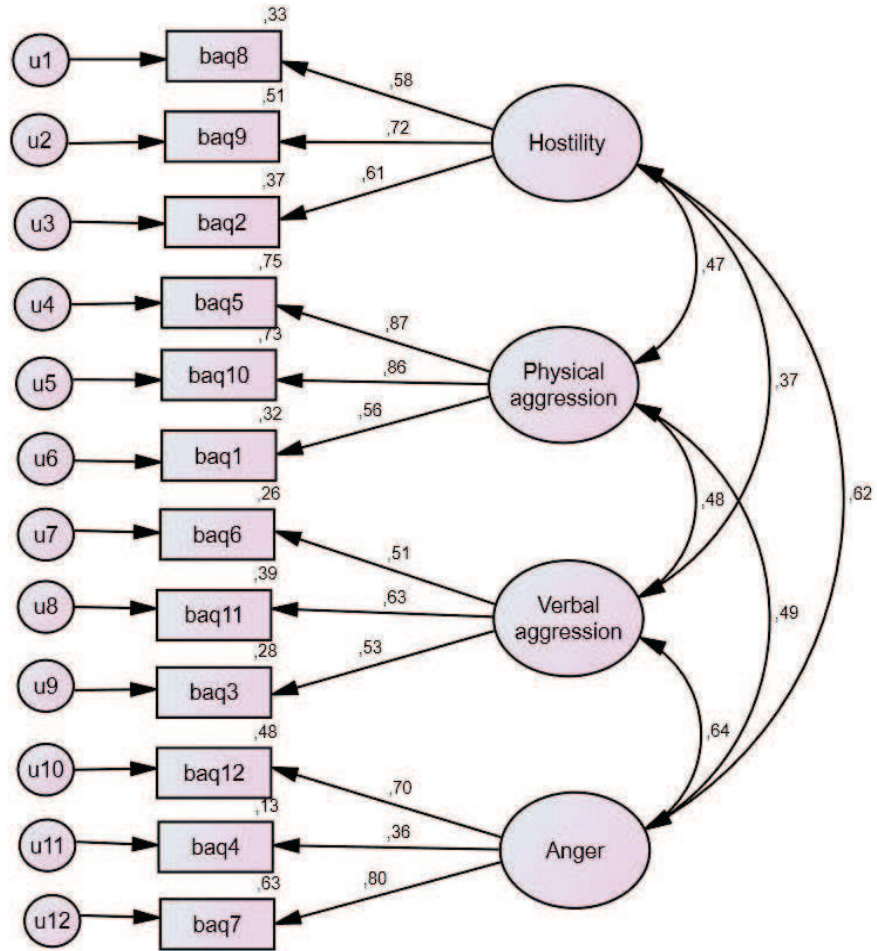 ,33
u1
baq8
,58
,51
u2
baq9
,72
Hostility
,37
u3
baq2
,61
,75
u4
baq5
,47
,87
,73
u5
baq10
,86
Physical
aggression
,37
,32
u6
baq1
,56
,26
u7
baq6
,48
,62
,51
,39
u8
baq11
,63
Verbal
aggression
,49
,28
u9
baq3
,53
,48
u10
baq12
,64
,70
,13
u11
baq4
,36
Anger
,63
u12
baq7
,80